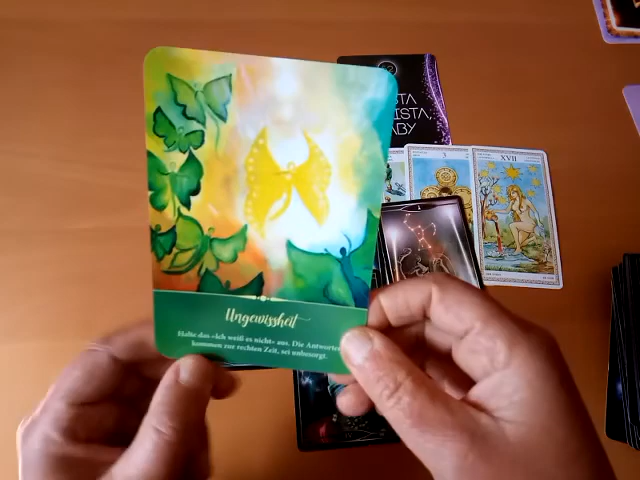 ISTA,
ABY
3
XVII
Ungewissheit
Halte das »Ich weiß es nicht« aus. Die Antworten
kommen zur rechten Zeit, sei unbesorgt.